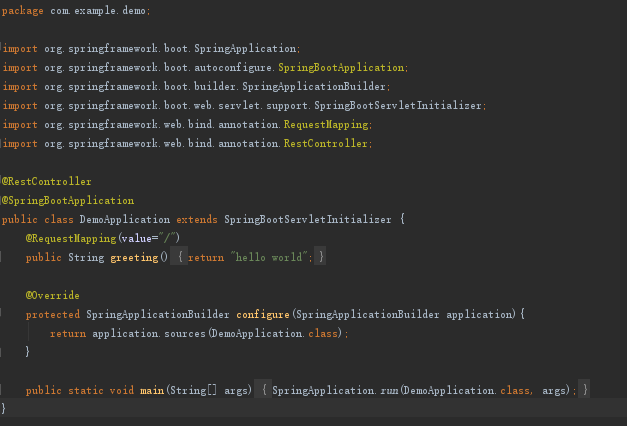 package com.example.demo;
import org.springframework.boot.SpringApplication;
import org.springframework.boot.autoconfigure.SpringBootApplication;
import org.springframework.boot.builder.SpringApplicationBuilder;
import org.springframework.boot.web.servlet.support.SpringBootServletInitializer;
import org.springframework.web.bind.annotation.RequestMapping;
import org.springframework.web.bind.annotation.RestController;
@RestController
@SpringBootApplication
public class DemoApplication extends SpringBootServletInitializer {
@RequestMapping(value="/")
public String greeting() { return "hello world"; }
@Override
protected SpringApplicationBuilder configure(SpringApplicationBuilder application){
return application.sources(DemoApplication.class);
}
public static void main(String[] args) { SpringApplication.run(DemoApplication.class, args); }
}